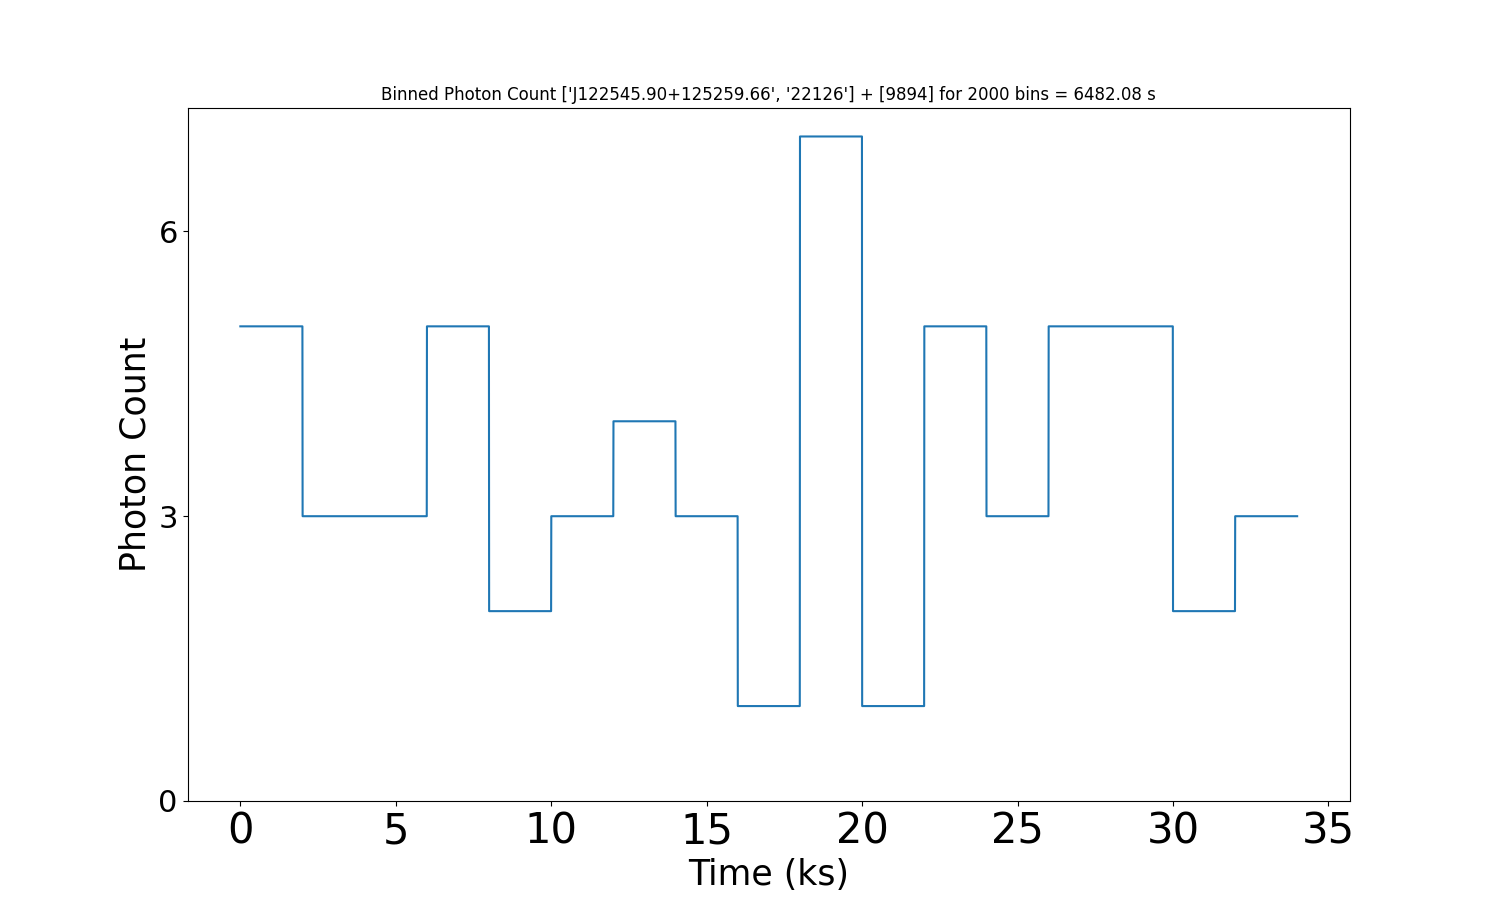 Binned Photon Count ['J122545.90+125259.66', '22126'] + [9894] for 2000 bins = 6482.08 s
6
3
0
Photon Count
0 5 10 15 20 25 30 35
Time (ks)